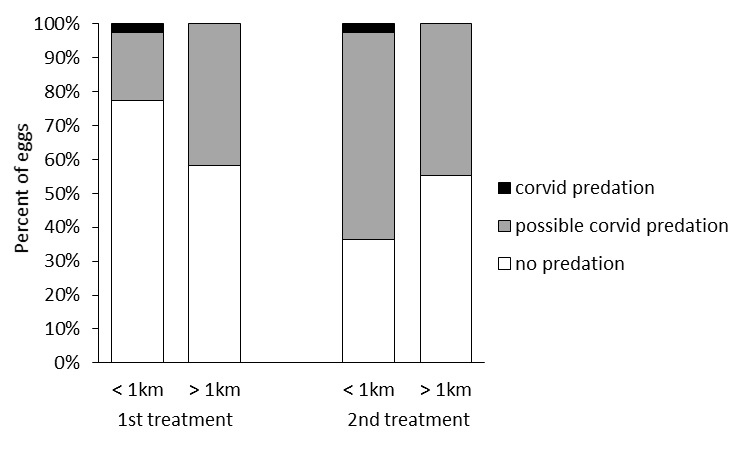 100%
90%
80%
70%
60%
50%
40%
30%
20%
10%
0%
Percent of eggs
< 1km > 1km < 1km > 1km
1st treatment 2nd treatment
corvid predation
possible corvid predation
no predation